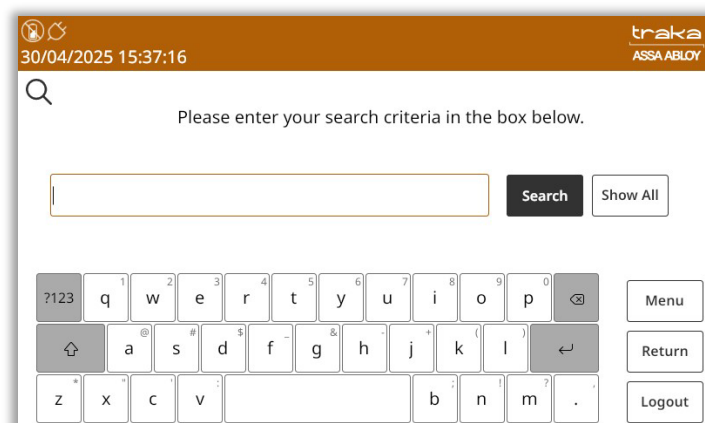 traka
30/04/2025 15:37:16
ASSA ABLOY
Please enter your search criteria in the box below.
Search
Show All
?123 q 1 w 2 e 3 r 4 t 5 y 6 u 7 i 8 o 9 p 0
Menu
a @ s # d $ f _ g & h - j + k ( l )
Return
z * x " c ' v : b ; n ! m ? . ,
Logout